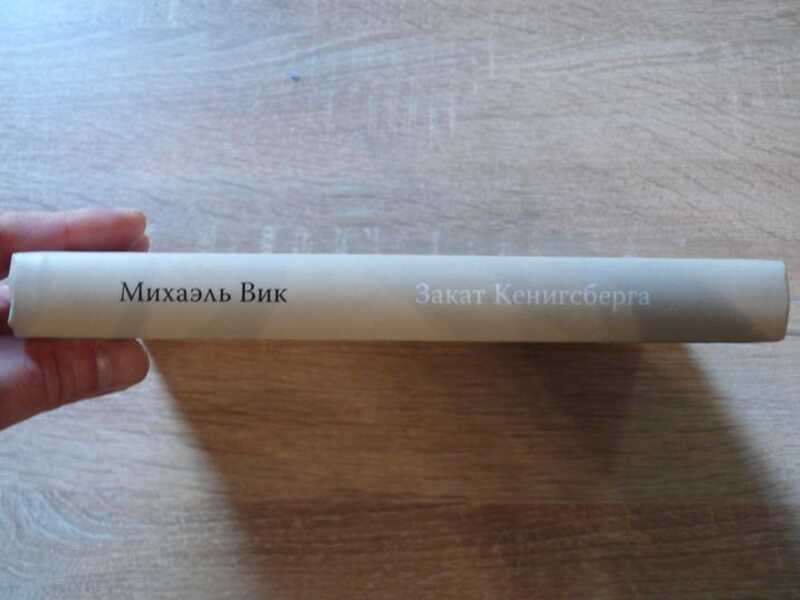 Михаэль Вик
Закат Кенигсберга